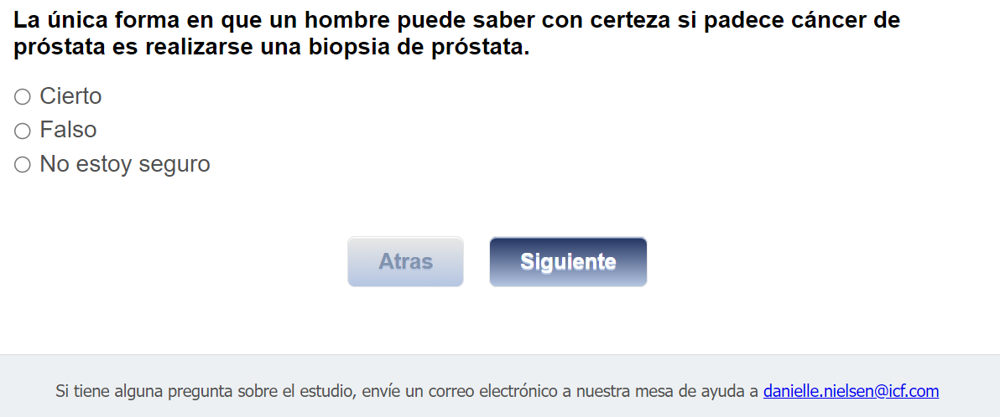 La única forma en que un hombre puede saber con certeza si padece cáncer de
próstata es realizarse una biopsia de próstata.
Cierto
Falso
No estoy seguro
Atras
Siguiente
Si tiene alguna pregunta sobre el estudio, envíe un correo electrónico a nuestra mesa de ayuda a danielle.nielsen@icf.com